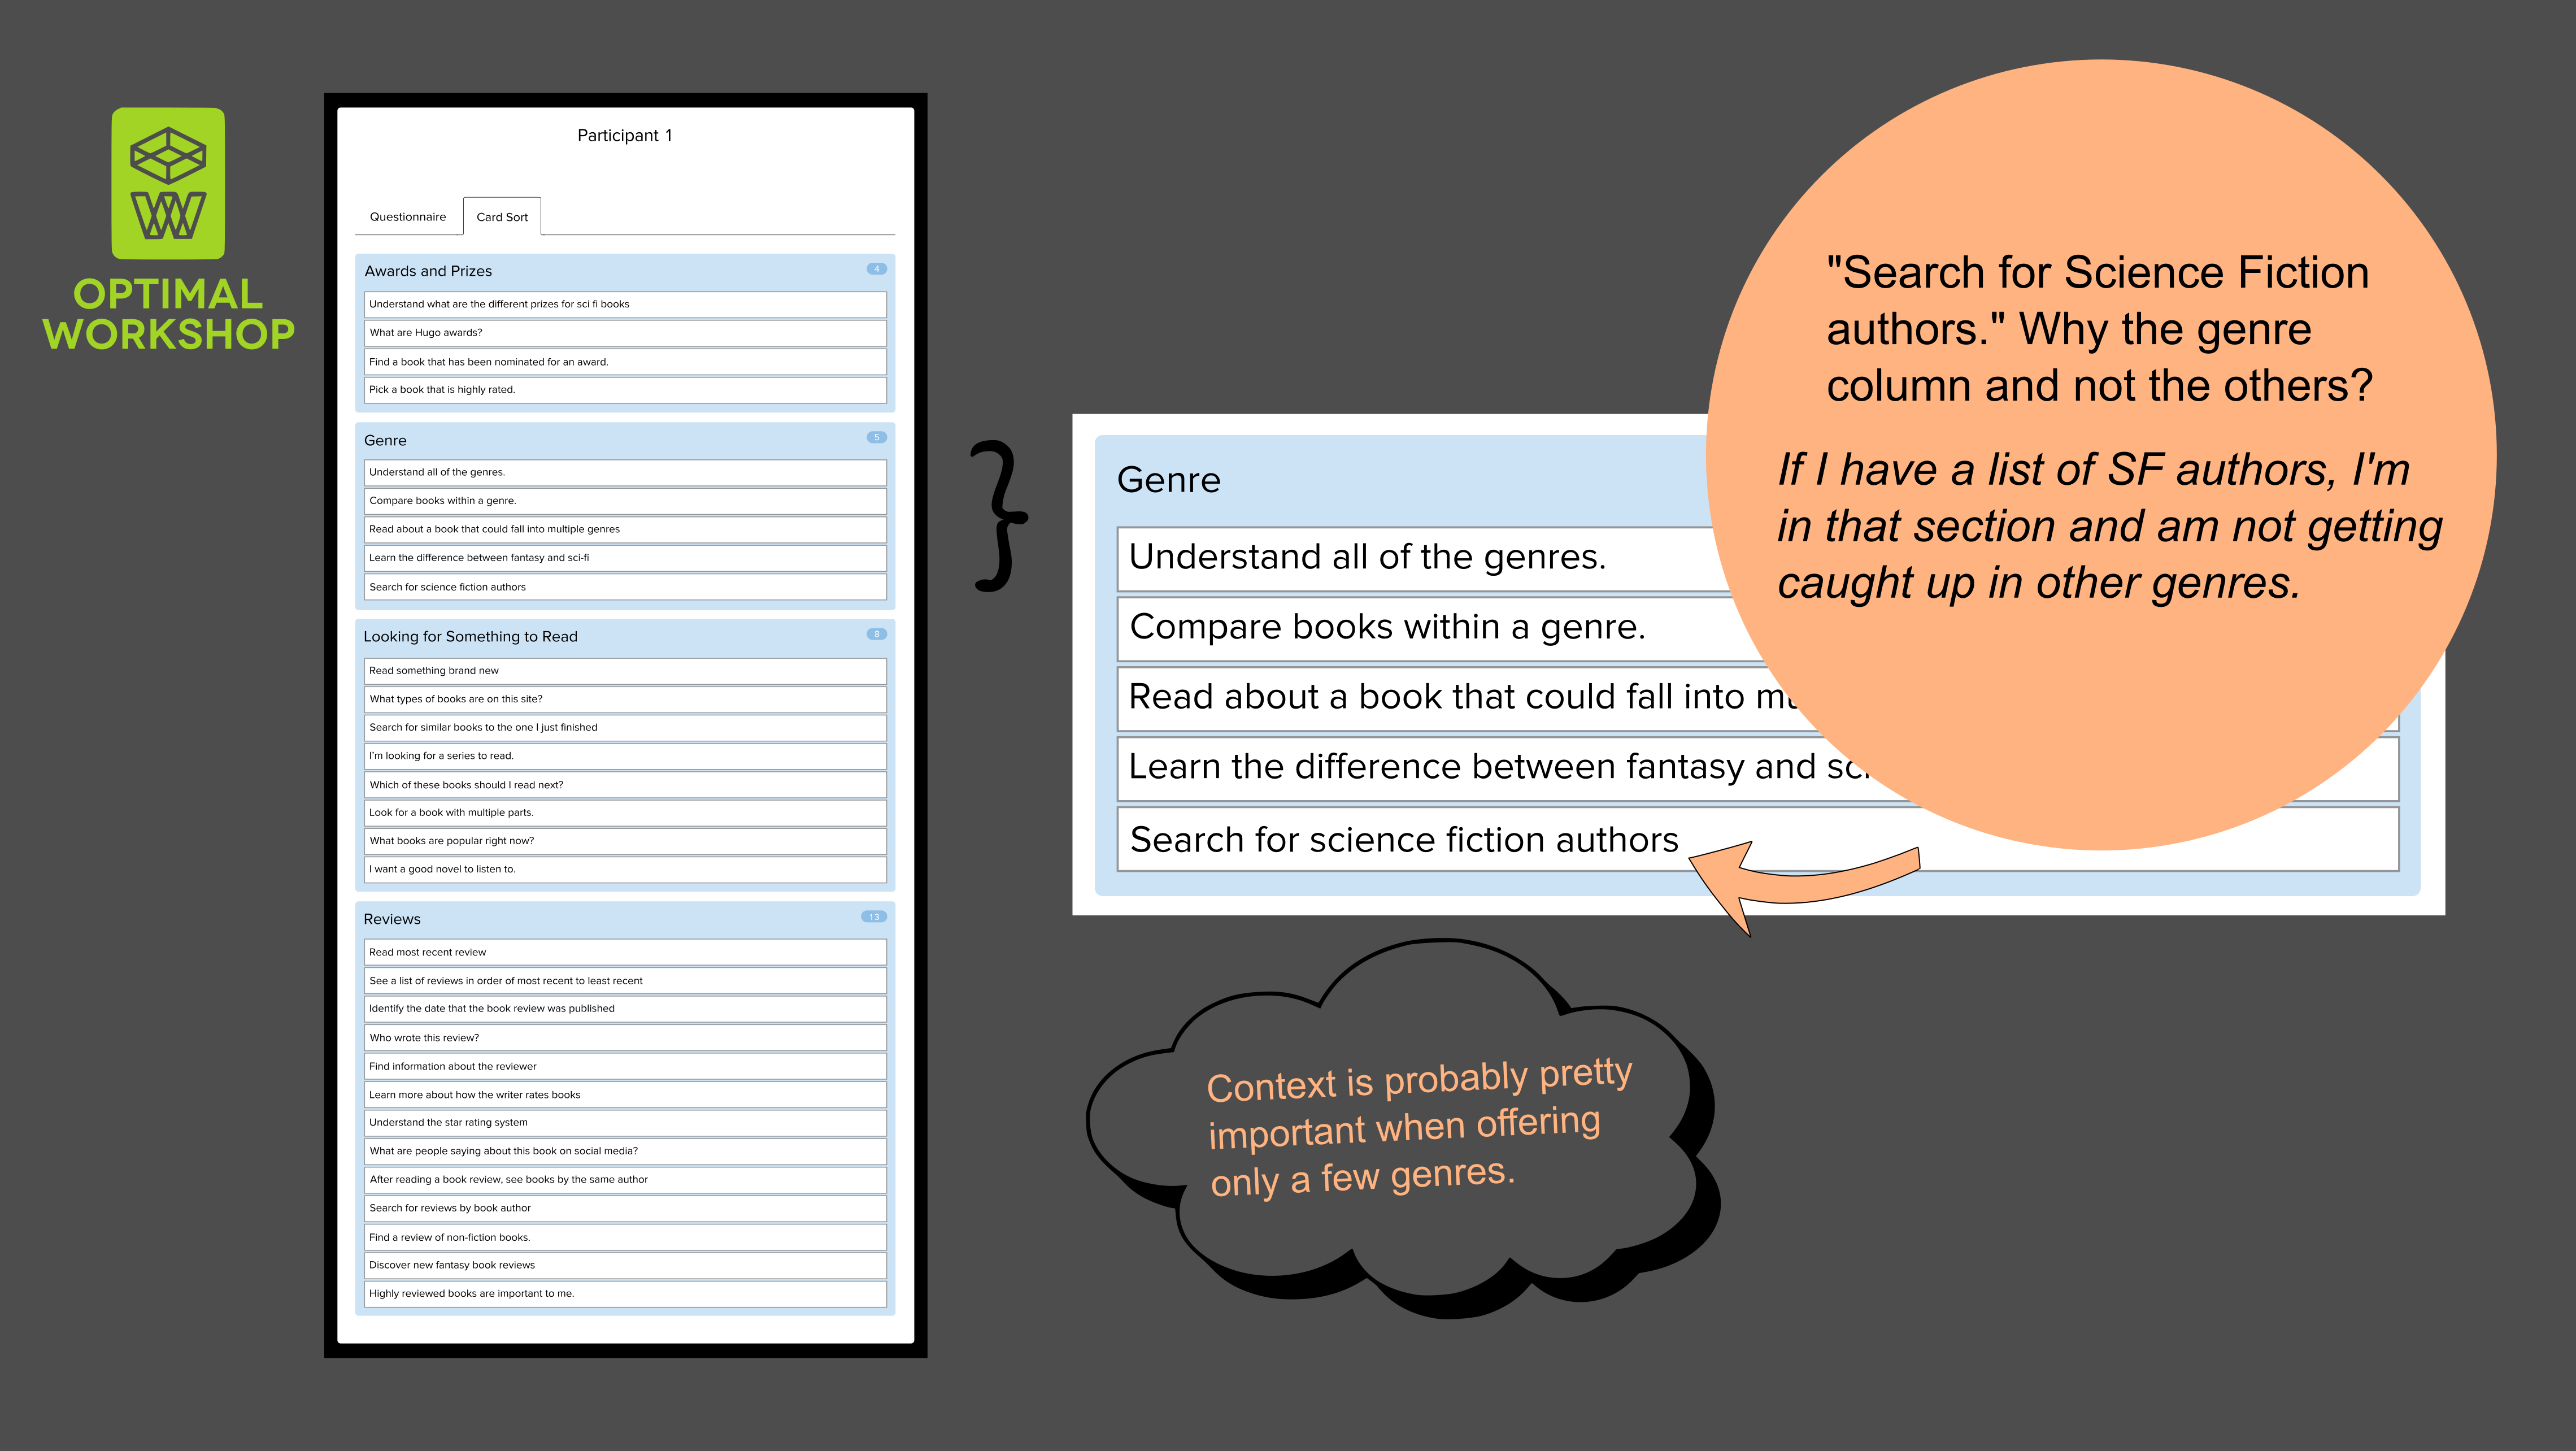 OPTIMAL
WORKSHOP
Participant 1
Questionnaire
Card Sort
Awards and Prizes
4
Understand what are the different prizes for sci fi books
What are Hugo awards?
Find a book that has been nominated for an award.
Pick a book that is highly rated.
Genre
5
Understand all of the genres.
Compare books within a genre.
Read about a book that could fall into multiple genres
Learn the difference between fantasy and sci-fi
Search for science fiction authors
Looking for Something to Read
8
Read something brand new
What types of books are on this site?
Search for similar books to the one I just finished
I'm looking for a series to read.
Which of these books should I read next?
Look for a book with multiple parts.
What books are popular right now?
I want a good novel to listen to.
Reviews
13
Read most recent review
See a list of reviews in order of most recent to least recent
Identify the date that the book review was published
Who wrote this review?
Find information about the reviewer
Learn more about how the writer rates books
Understand the star rating system
What are people saying about this book on social media?
After reading a book review, see books by the same author
Search for reviews by book author
Find a review of non-fiction books.
Discover new fantasy book reviews
Highly reviewed books are important to me.
}
Genre
Understand all of the genres.
Compare books within a genre.
Read about a book that could fall into
Learn the difference between fantasy and
Search for science fiction authors
"Search for Science Fiction
authors." Why the genre
column and not the others?
If I have a list of SF authors, I'm
in that section and am not getting
caught up in other genres.
Context is probably pretty
important when offering
only a few genres.